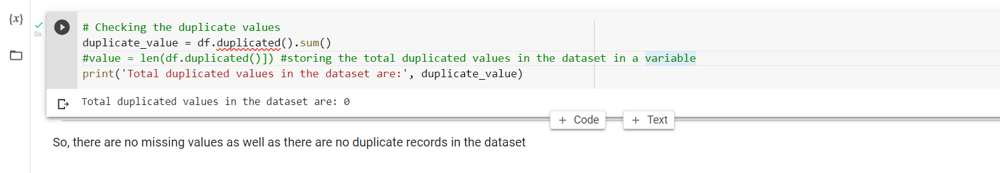 {x}
0s
# Checking the duplicate values
duplicate_value = df.duplicated().sum()
#value = len(df.duplicated()]) #storing the total duplicated values in the dataset in a variable
print('Total duplicated values in the dataset are:', duplicate_value)
Total duplicated values in the dataset are: 0
+ Code + Text
So, there are no missing values as well as there are no duplicate records in the dataset